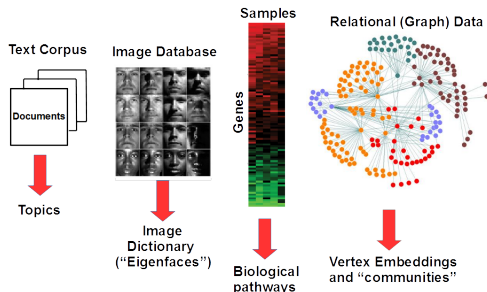 Text Corpus
Documents
Topics
Image Database
Image
Dictionary
(“Eigenfaces”)
Samples
Genes
Biological
pathways
Relational (Graph) Data
Vertex Embeddings
and “communities”